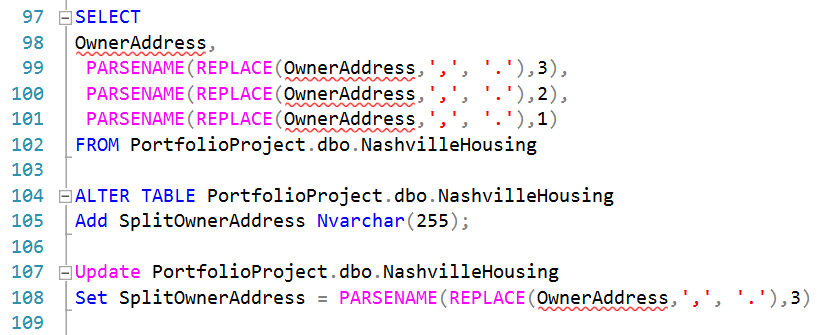 97 SELECT
98 OwnerAddress,
99 PARSENAME(REPLACE(OwnerAddress,',', '.'),3),
100 PARSENAME(REPLACE(OwnerAddress,',', '.'),2),
101 PARSENAME(REPLACE(OwnerAddress,',', '.'),1)
102 FROM PortfolioProject.dbo.NashvilleHousing
103
104 ALTER TABLE PortfolioProject.dbo.NashvilleHousing
105 Add SplitOwnerAddress Nvarchar(255);
106
107 Update PortfolioProject.dbo.NashvilleHousing
108 Set SplitOwnerAddress = PARSENAME(REPLACE(OwnerAddress,',', '.'),3)
109